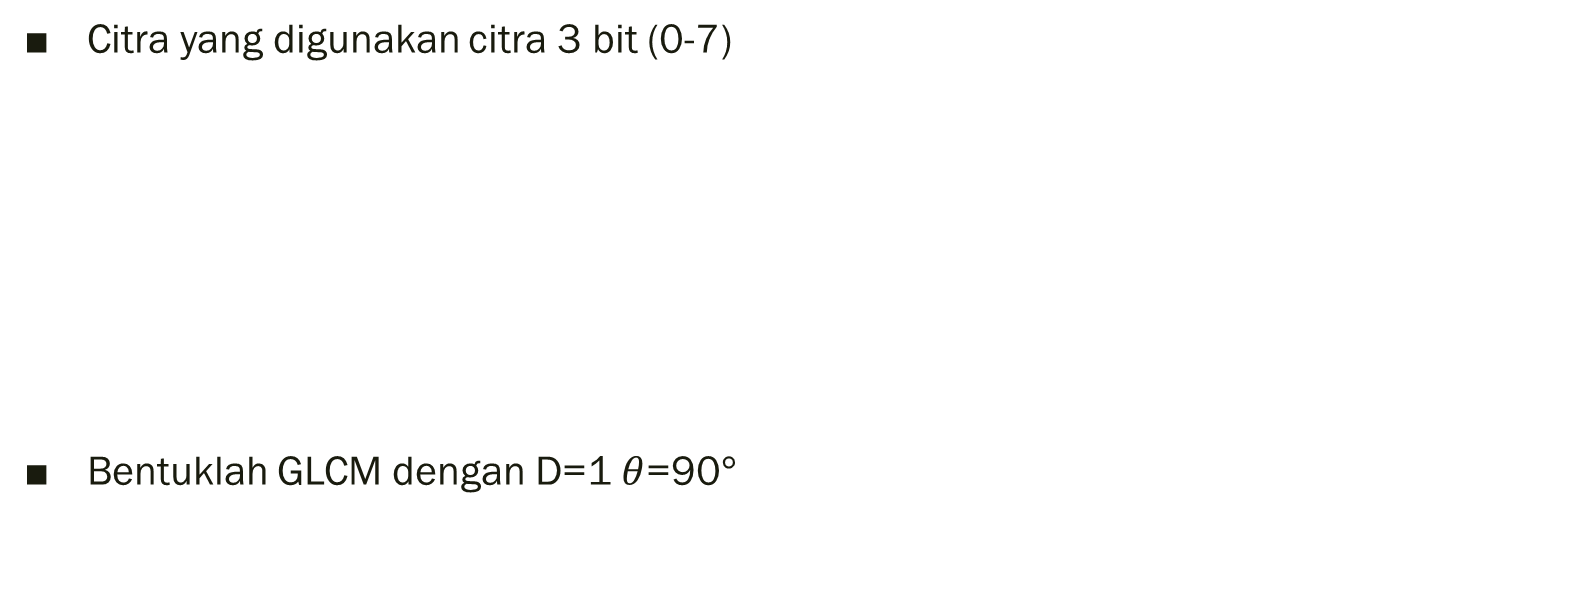 ▪ Citra yang digunakan citra 3 bit (0-7)
▪ Bentuklah GLCM dengan D=1 θ=90°